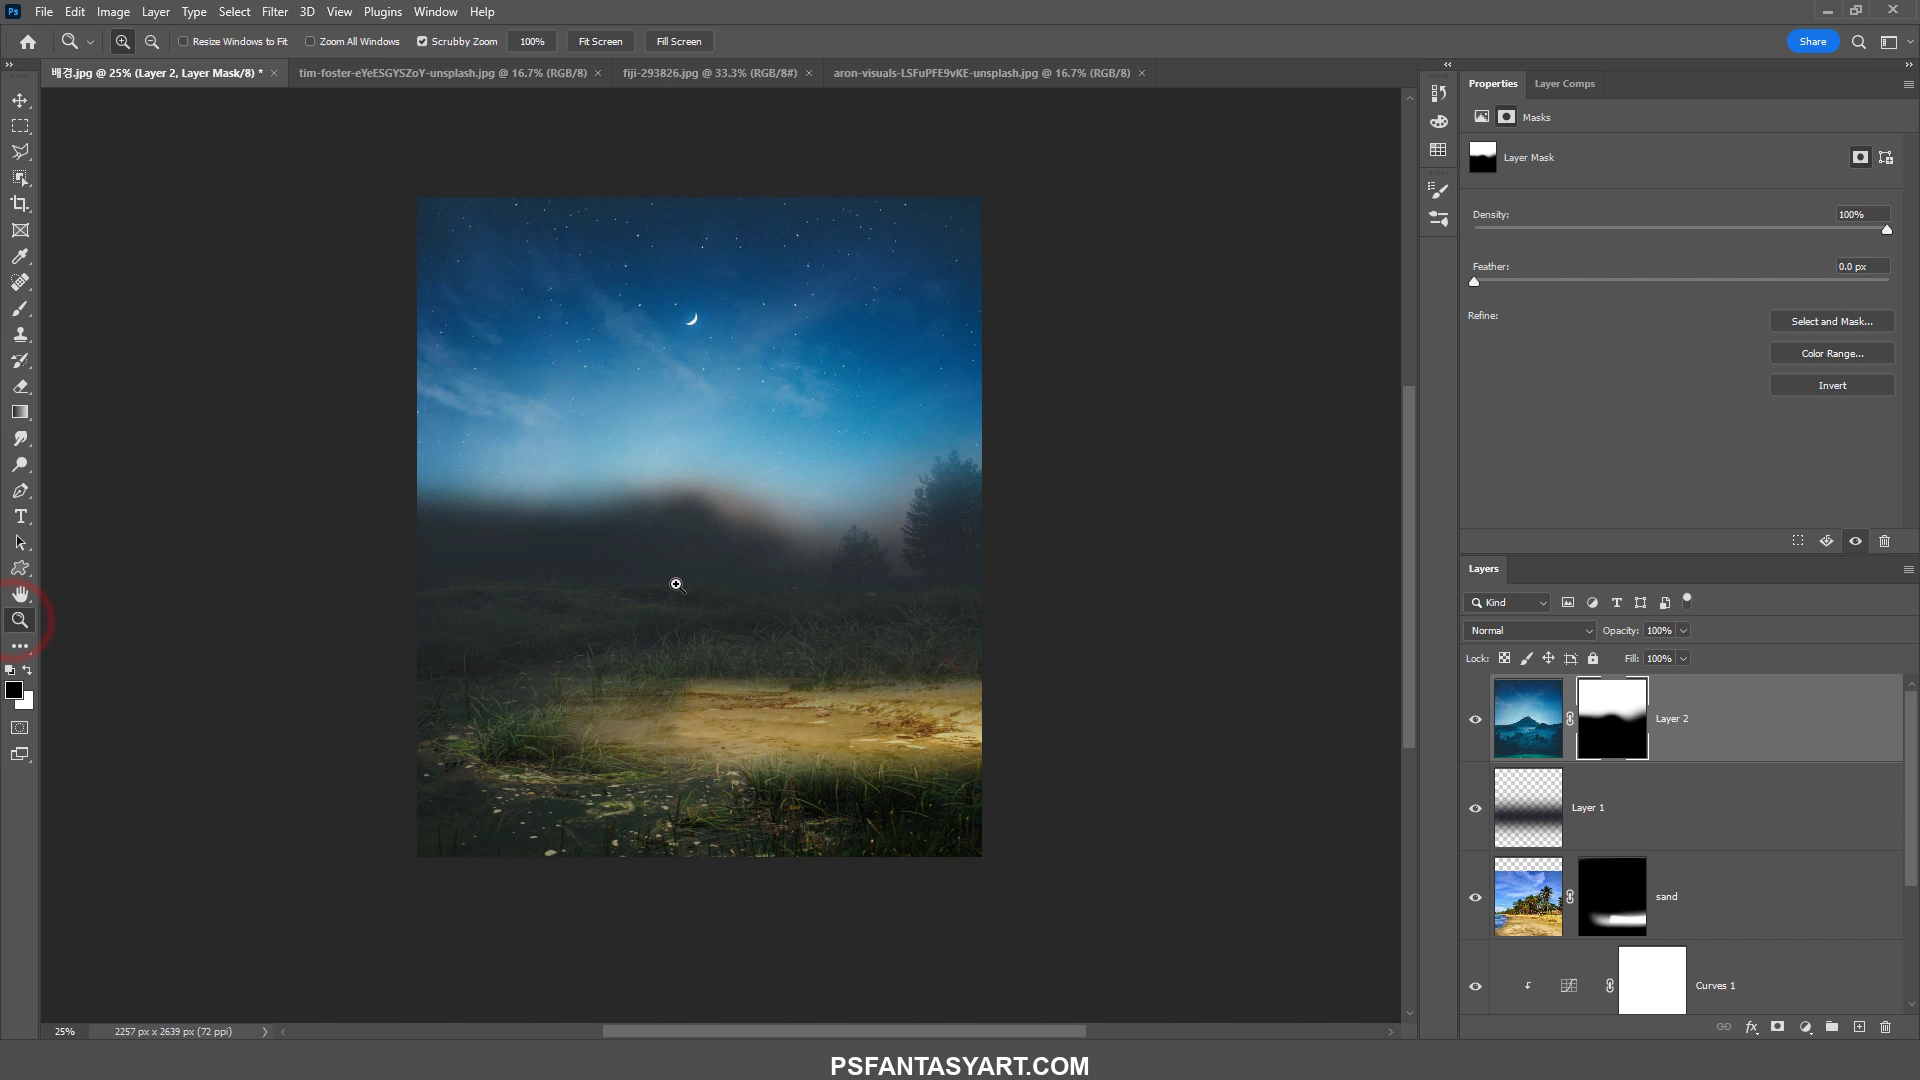 Ps File Edit Image Layer Type Select Filter 3D View Plugins Window Help
Resize Windows to Fit Zoom All Windows Scrubby Zoom 100% Fit Screen Fill Screen Share
배경.jpg @ 25% (Layer 2, Layer Mask/8) * × tim-foster-eYeESGYSZoY-unsplash.jpg @ 16.7% (RGB/8) × fiji-293826.jpg @ 33.3% (RGB/8#) × aron-visuals-LSFuPFE9vKE-unsplash.jpg @ 16.7% (RGB/8) ×
Properties Layer Comps
Masks
Layer Mask
Density: 100%
Feather: 0.0 px
Refine:
Select and Mask...
Color Range...
Invert
Layers
Kind
Normal Opacity: 100%
Lock: Fill: 100%
Layer 2
Layer 1
sand
Curves 1
fx
25% 2257 px x 2639 px (72 ppi)
PSFANTASYART.COM